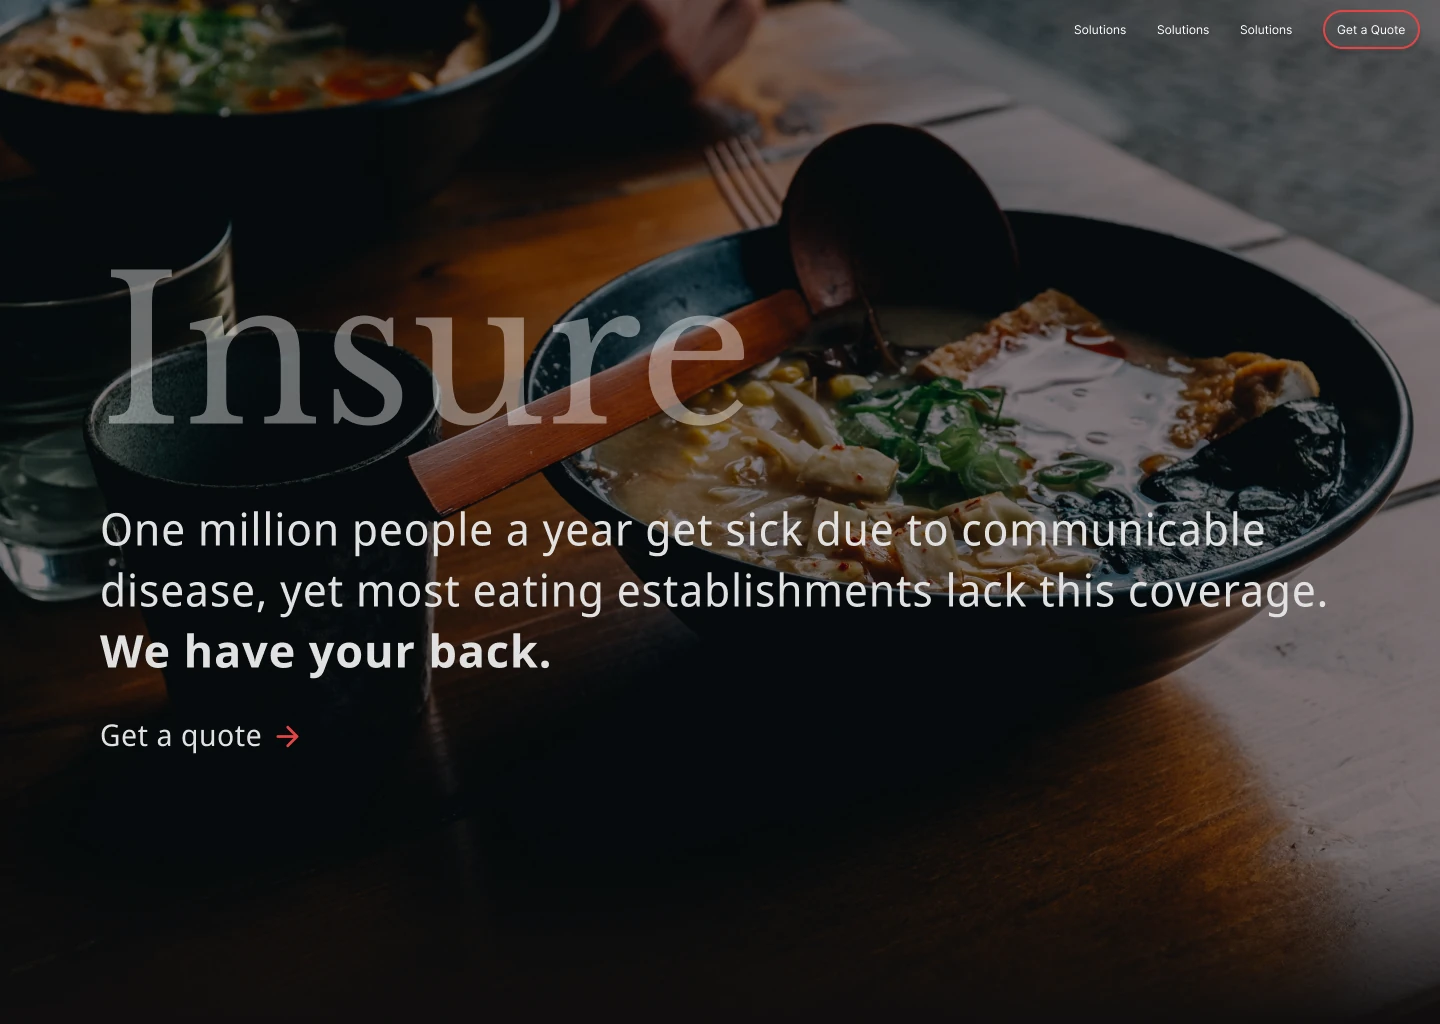 Solutions Solutions Solutions Get a Quote
Insure
One million people a year get sick due to communicable
disease, yet most eating establishments lack this coverage.
We have your back.
Get a quote →